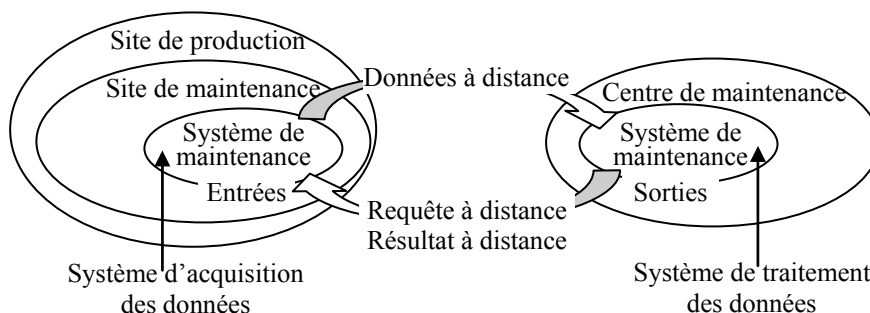 Site de production
Site de maintenance
Système de
maintenance
Entrées
Données à distance
Centre de maintenance
Système de
maintenance
Sorties
Requête à distance
Résultat à distance
Système d’acquisition
des données
Système de traitement
des données